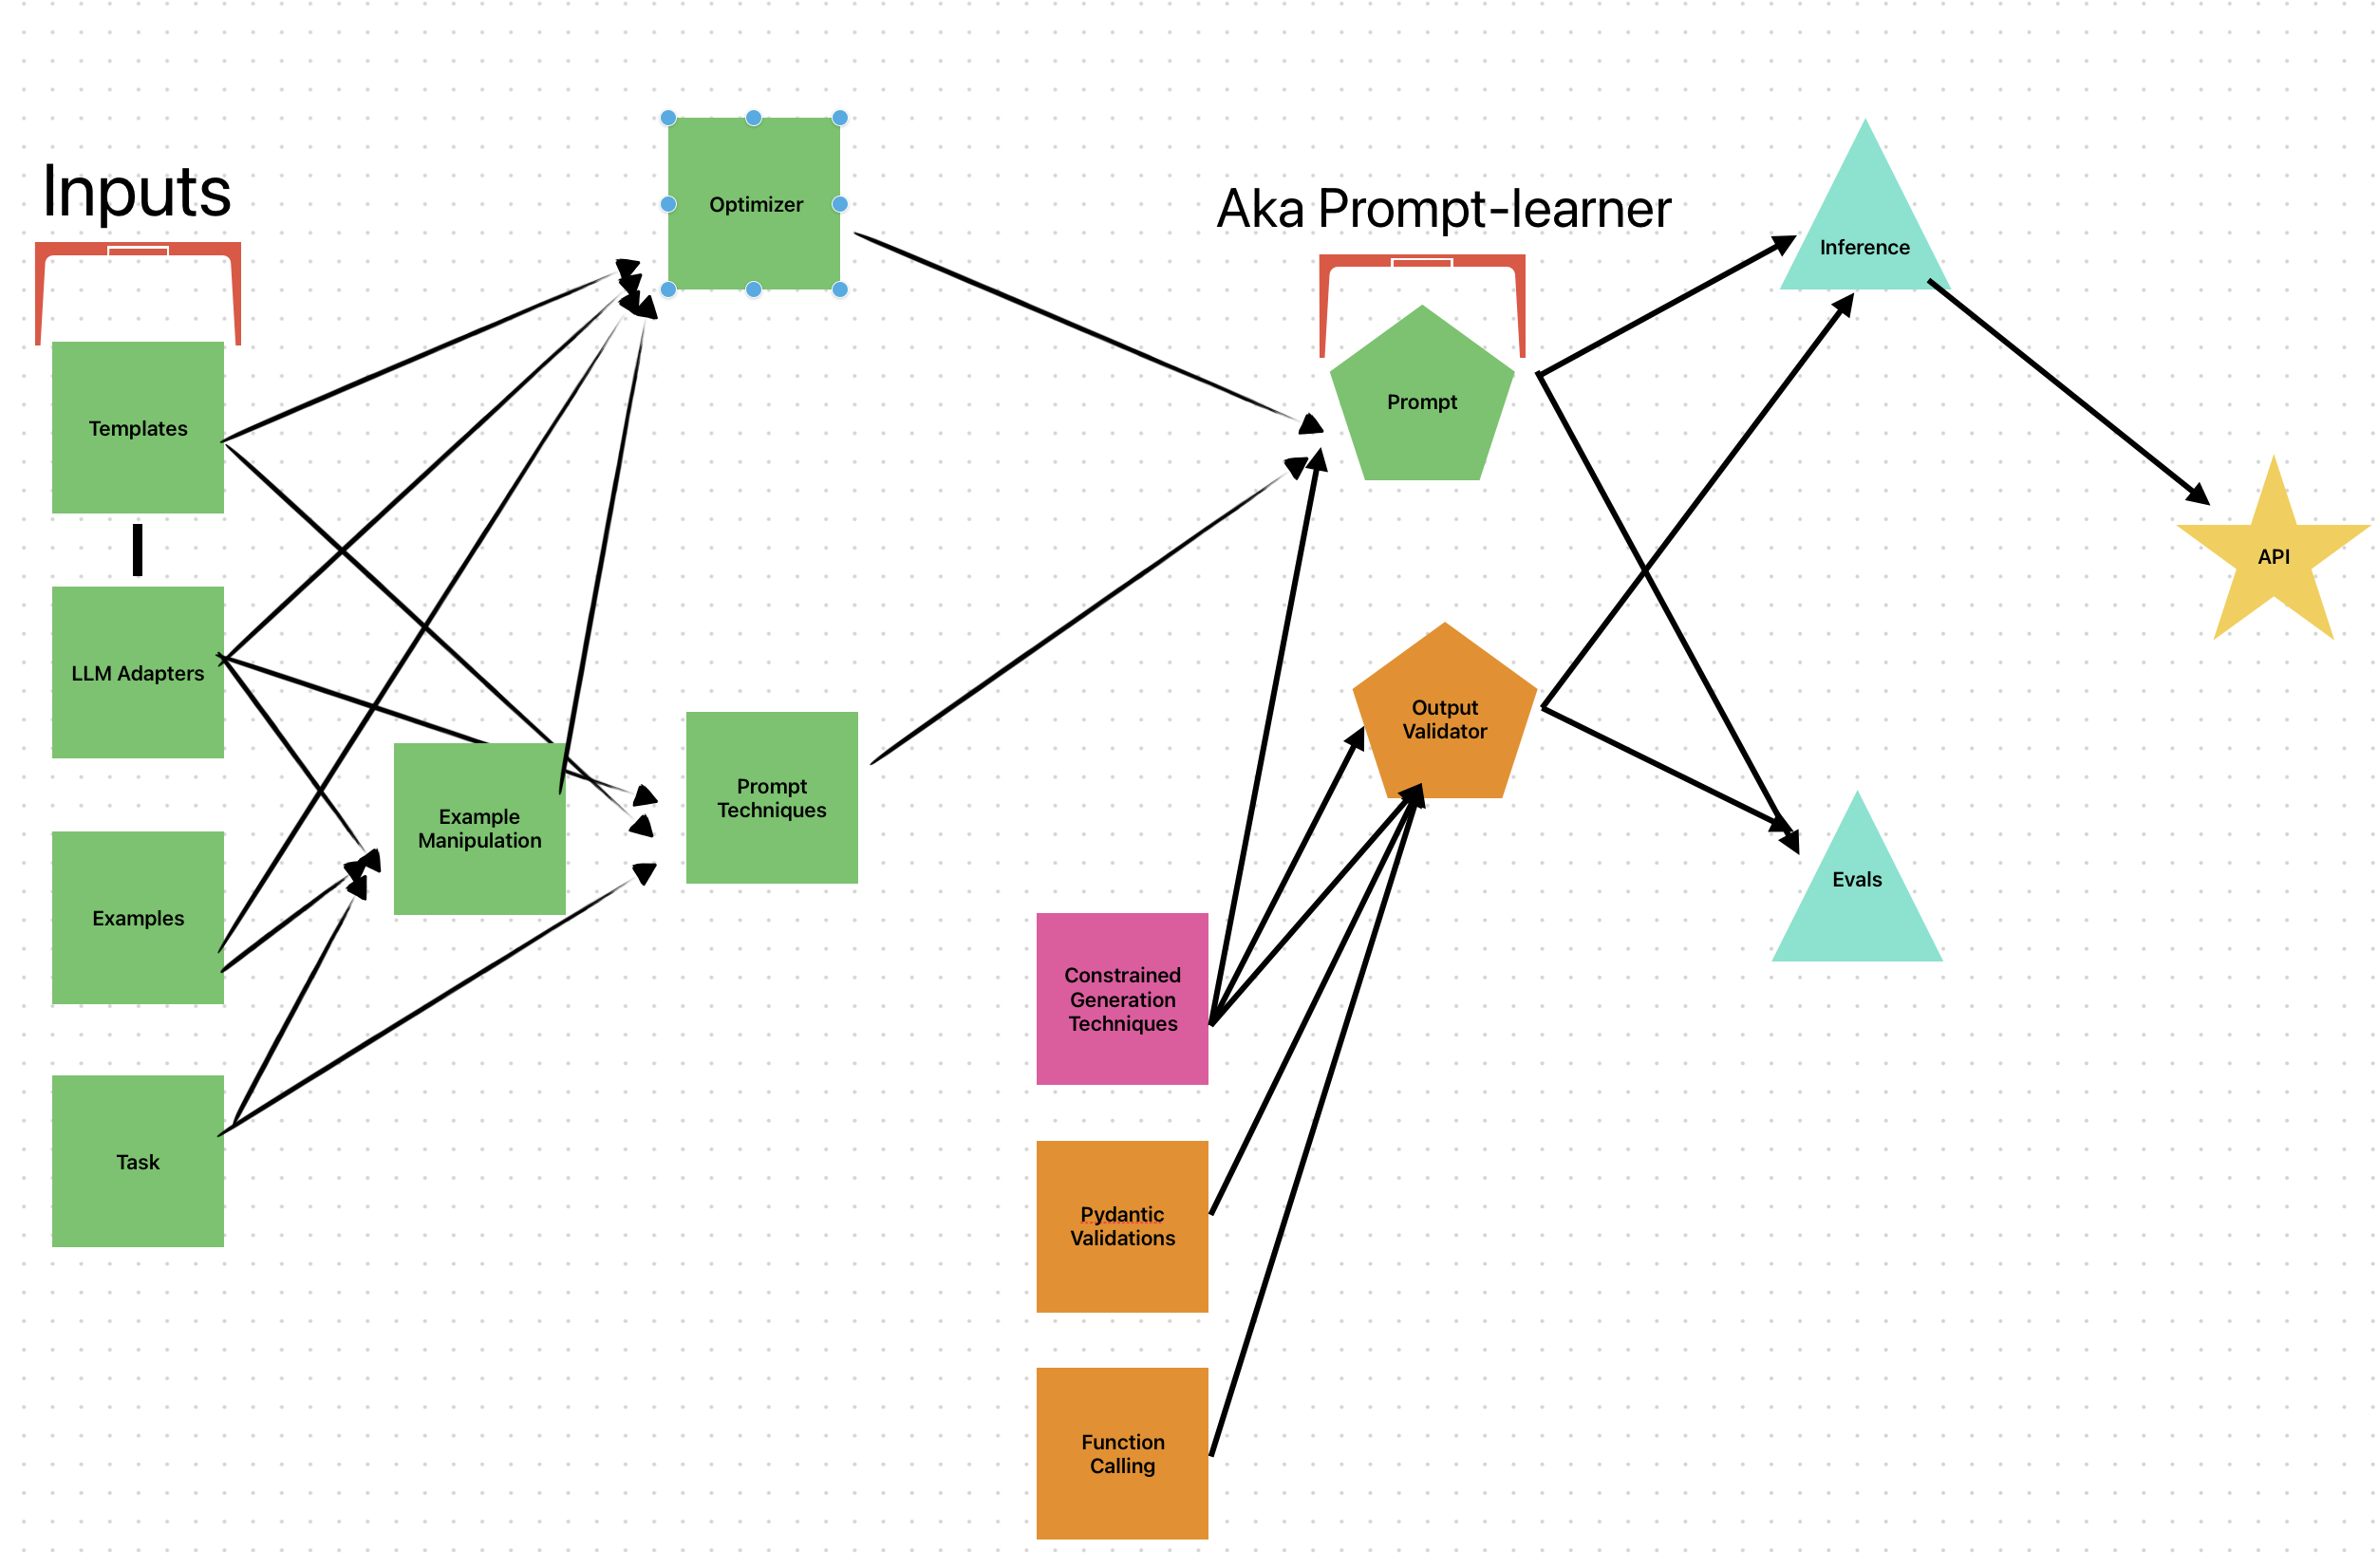 Inputs
Optimizer
Aka Prompt-learner
Inference
Templates
Prompt
API
LLM Adapters
Output
Validator
Prompt
Techniques
Example
Manipulation
Evals
Examples
Constrained
Generation
Techniques
Task
Pydantic
Validations
Function
Calling